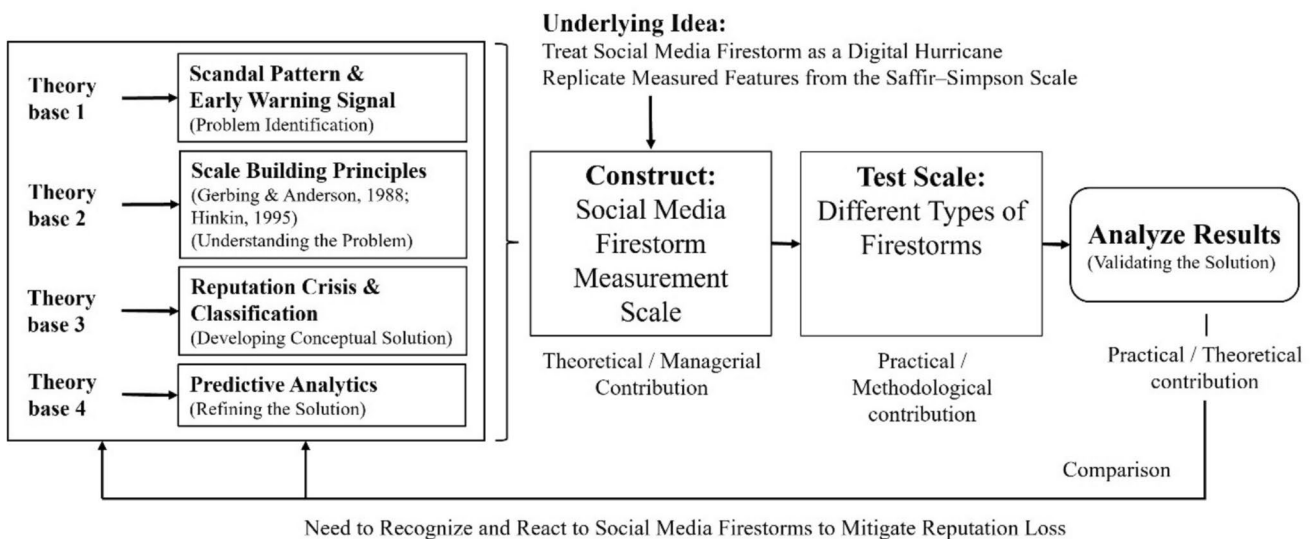 Underlying Idea:
Treat Social Media Firestorm as a Digital Hurricane
Replicate Measured Features from the Saffir–Simpson Scale
Theory
base 1
Scandal Pattern &
Early Warning Signal
(Problem Identification)
Theory
base 2
Scale Building Principles
(Gerbing & Anderson, 1988;
Hinkin, 1995)
(Understanding the Problem)
Theory
base 3
Reputation Crisis &
Classification
(Developing Conceptual Solution)
Theory
base 4
Predictive Analytics
(Refining the Solution)
Construct:
Social Media
Firestorm
Measurement
Scale
Theoretical / Managerial
Contribution
Test Scale:
Different Types of
Firestorms
Practical /
Methodological
contribution
Analyze Results
(Validating the Solution)
Practical / Theoretical
contribution
Comparison
Need to Recognize and React to Social Media Firestorms to Mitigate Reputation Loss